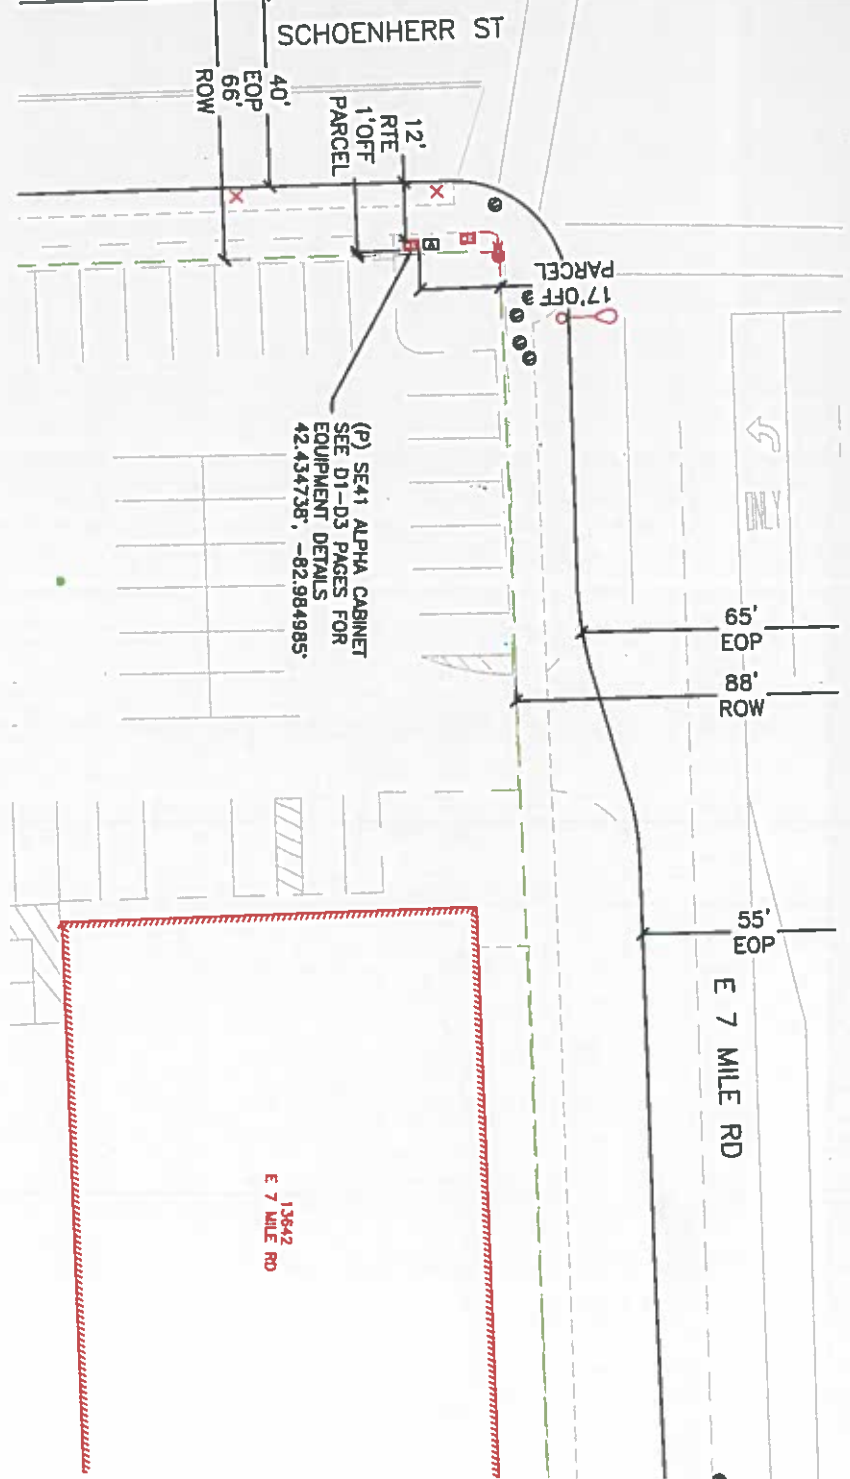 SCHOENHERR ST
40'
EOP
66'
ROW
12'
RTE
1'OFF
PARCEL
17'OFF
PARCEL
(P) SE41 ALPHA CABINET
SEE D1-D3 PAGES FOR
EQUIPMENT DETAILS
42.434738°, -82.984985°
65'
EOP
88'
ROW
55'
EOP
E 7 MILE RD
13642
E 7 MILE RD